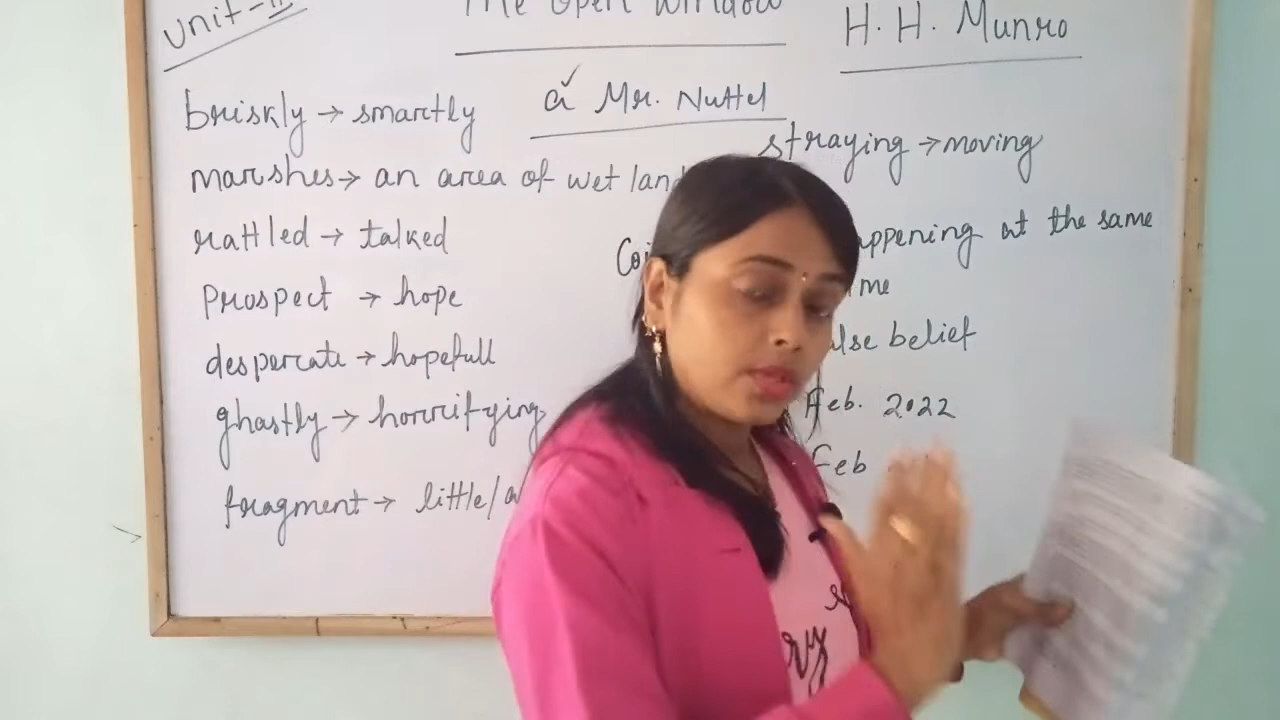 Unit-II
The Open Window
H. H. Munro
ă Mr. Nuttel
briskly → smartly
marshes → an area of wet land
rattled → talked
prospect → hope
desperate → hopefull
ghastly → horrifying
fragment → little/a
straying → moving
Coi ppening at the same
me
lse belief
Feb. 2022
Feb
ry